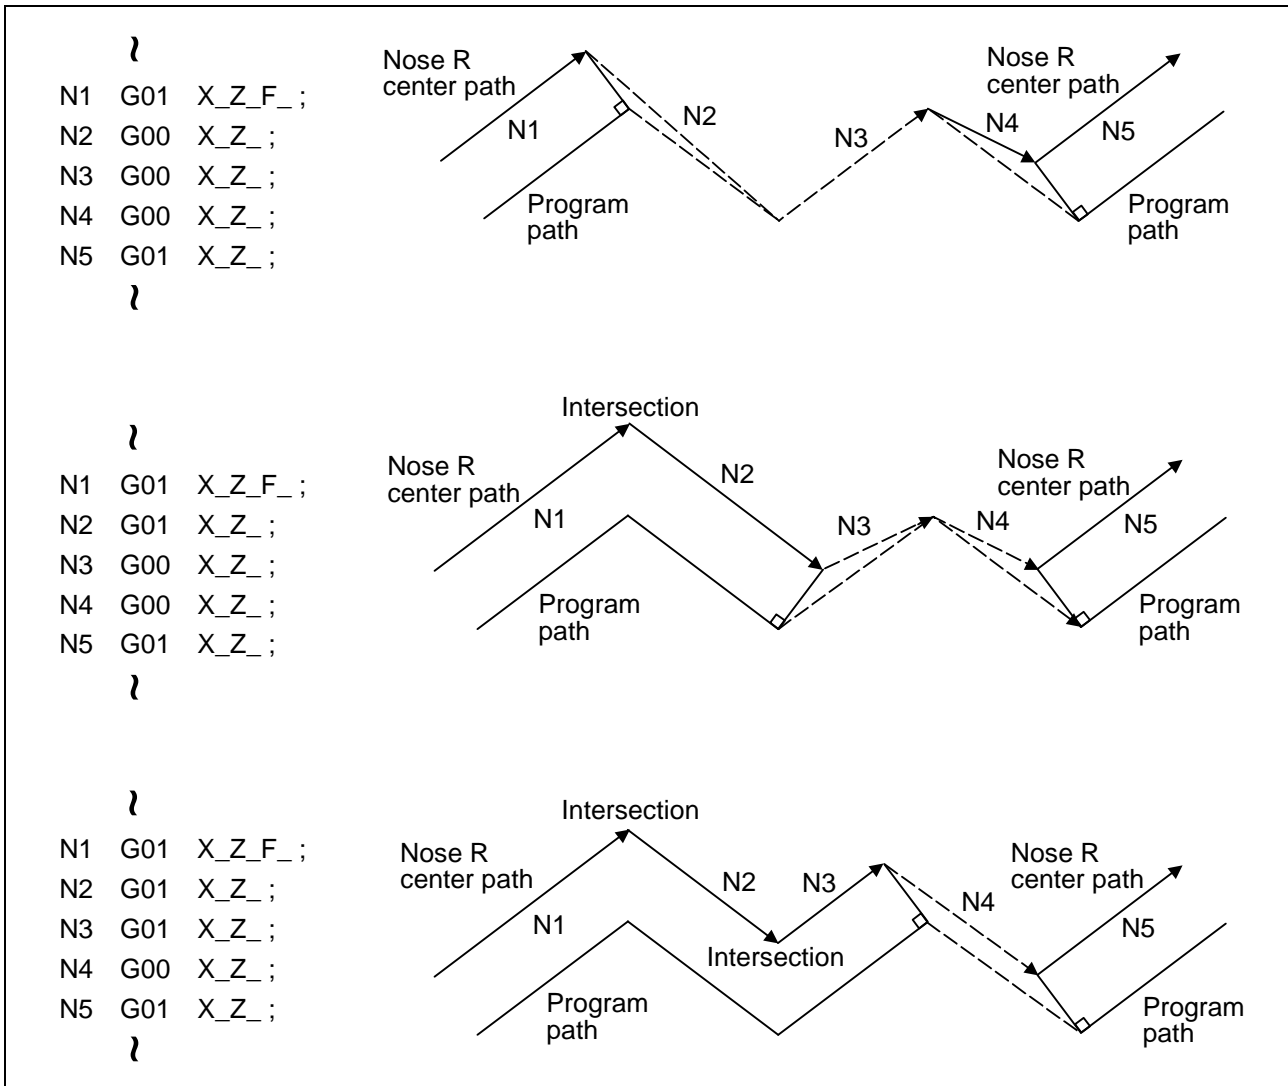 N1 G01 X_Z_F_ ;
N2 G00 X_Z_ ;
N3 G00 X_Z_ ;
N4 G00 X_Z_ ;
N5 G01 X_Z_ ;
Nose R
center path
N1
Program
path
N2
N3
N4
Nose R
center path
N5
Program
path
N1 G01 X_Z_F_ ;
N2 G01 X_Z_ ;
N3 G00 X_Z_ ;
N4 G00 X_Z_ ;
N5 G01 X_Z_ ;
Intersection
Nose R
center path
N1
Program
path
N2
N3
N4
Nose R
center path
N5
Program
path
N1 G01 X_Z_F_ ;
N2 G01 X_Z_ ;
N3 G01 X_Z_ ;
N4 G00 X_Z_ ;
N5 G01 X_Z_ ;
Intersection
Nose R
center path
N1
Program
path
N2
Intersection
N3
N4
Nose R
center path
N5
Program
path